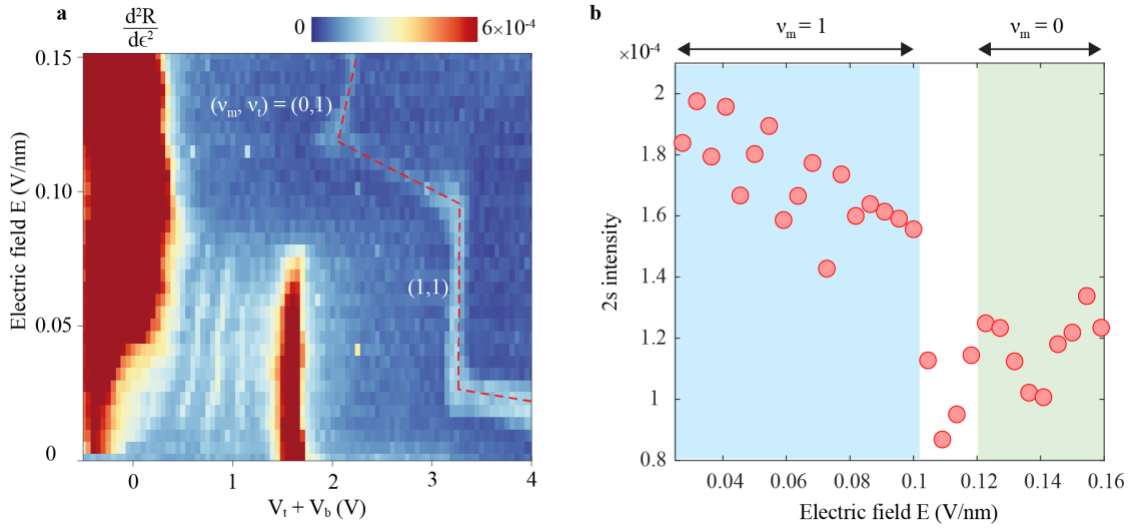 a
d²R
dϵ²
0
6×10⁻⁴
0.15
0.10
0.05
0
Electric field E (V/nm)
(νₘ, νₜ) = (0,1)
(1,1)
0
1
2
3
4
Vₜ + V_b (V)
b
νₘ = 1
νₘ = 0
×10⁻⁴
2
1.8
1.6
1.4
1.2
1
0.8
2s intensity
0.04
0.06
0.08
0.1
0.12
0.14
0.16
Electric field E (V/nm)